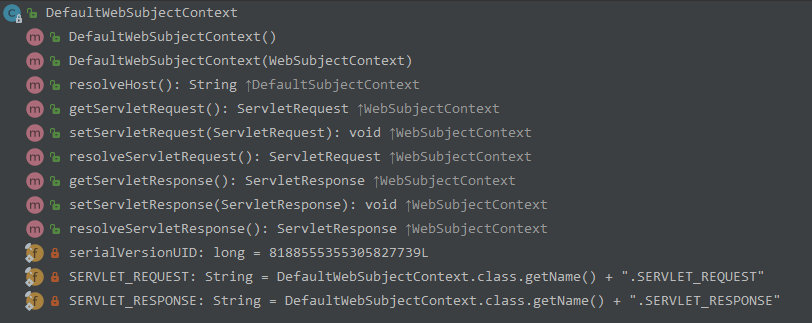 DefaultWebSubjectContext
DefaultWebSubjectContext()
DefaultWebSubjectContext(WebSubjectContext)
resolveHost(): String ↑DefaultSubjectContext
getServletRequest(): ServletRequest ↑WebSubjectContext
setServletRequest(ServletRequest): void ↑WebSubjectContext
resolveServletRequest(): ServletRequest ↑WebSubjectContext
getServletResponse(): ServletResponse ↑WebSubjectContext
setServletResponse(ServletResponse): void ↑WebSubjectContext
resolveServletResponse(): ServletResponse ↑WebSubjectContext
serialVersionUID: long = 8188555355305827739L
SERVLET_REQUEST: String = DefaultWebSubjectContext.class.getName() + ".SERVLET_REQUEST"
SERVLET_RESPONSE: String = DefaultWebSubjectContext.class.getName() + ".SERVLET_RESPONSE"